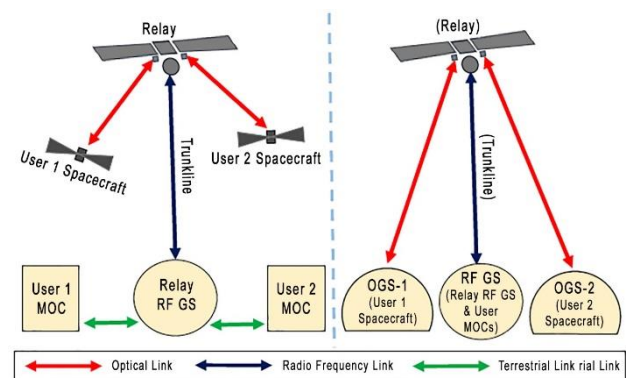 Relay
User 1 Spacecraft
User 2 Spacecraft
Trunkline
User 1
MOC
Relay
RF GS
User 2
MOC
(Relay)
(Trunkline)
OGS-1
(User 1
Spacecraft)
RF GS
(Relay RF GS
& User
MOCs)
OGS-2
(User 2
Spacecraft)
Optical Link
Radio Frequency Link
Terrestrial Link rial Link